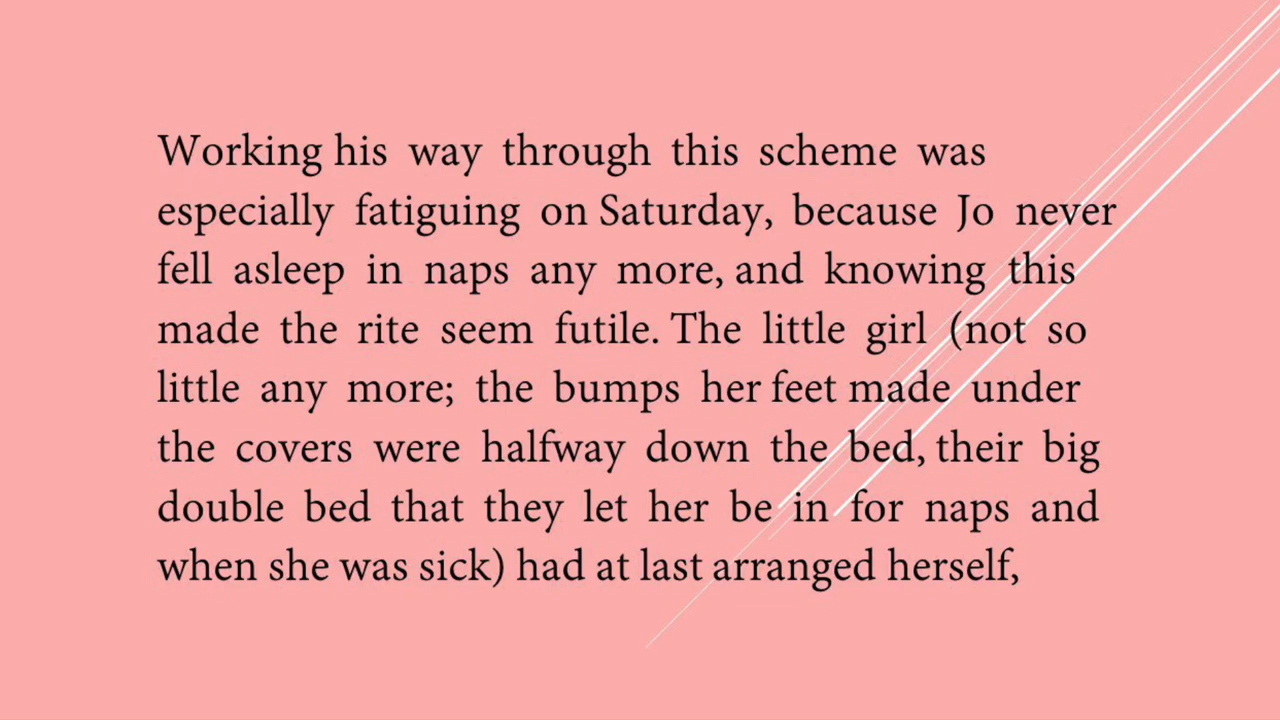 Working his way through this scheme was
especially fatiguing on Saturday, because Jo never
fell asleep in naps any more, and knowing this
made the rite seem futile. The little girl (not so
little any more; the bumps her feet made under
the covers were halfway down the bed, their big
double bed that they let her be in for naps and
when she was sick) had at last arranged herself,